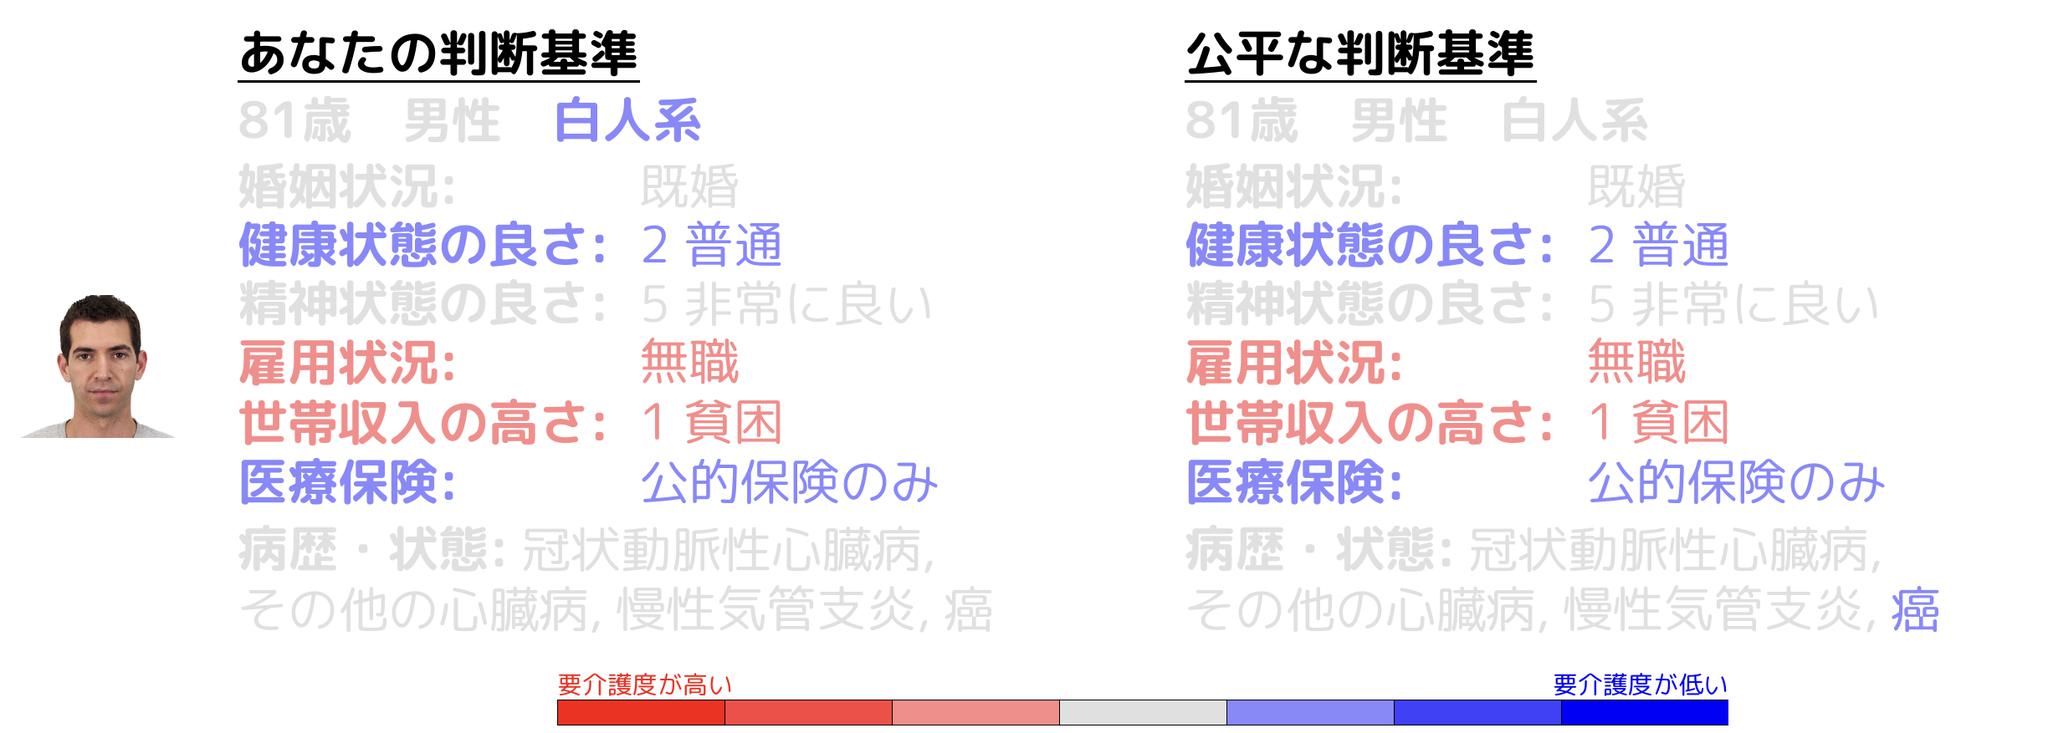 あなたの判断基準
81歳　男性　白人系
婚姻状況: 既婚
健康状態の良さ: 2 普通
精神状態の良さ: 5 非常に良い
雇用状況: 無職
世帯収入の高さ: 1 貧困
医療保険: 公的保険のみ
病歴・状態: 冠状動脈性心臓病,
その他の心臓病, 慢性気管支炎, 癌
公平な判断基準
81歳　男性　白人系
婚姻状況: 既婚
健康状態の良さ: 2 普通
精神状態の良さ: 5 非常に良い
雇用状況: 無職
世帯収入の高さ: 1 貧困
医療保険: 公的保険のみ
病歴・状態: 冠状動脈性心臓病,
その他の心臓病, 慢性気管支炎, 癌
要介護度が高い
要介護度が低い